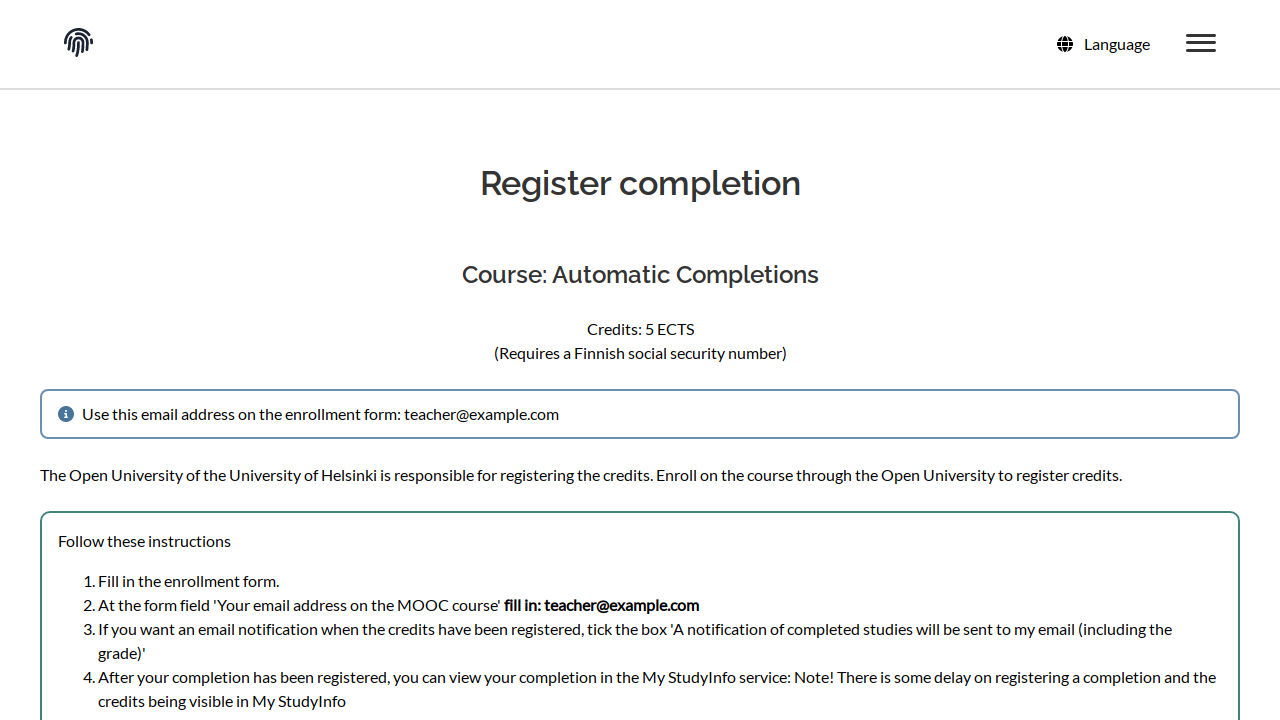 Language
Register completion
Course: Automatic Completions
Credits: 5 ECTS
(Requires a Finnish social security number)
Use this email address on the enrollment form: teacher@example.com
The Open University of the University of Helsinki is responsible for registering the credits. Enroll on the course through the Open University to register credits.
Follow these instructions
1. Fill in the enrollment form.
2. At the form field 'Your email address on the MOOC course' fill in: teacher@example.com
3. If you want an email notification when the credits have been registered, tick the box 'A notification of completed studies will be sent to my email (including the
grade)'
4. After your completion has been registered, you can view your completion in the My StudyInfo service: Note! There is some delay on registering a completion and the
credits being visible in My StudyInfo